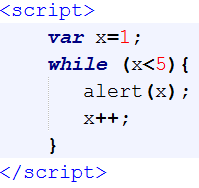 <script>
var x=1;
while (x<5){
alert(x);
x++;
}
</script>